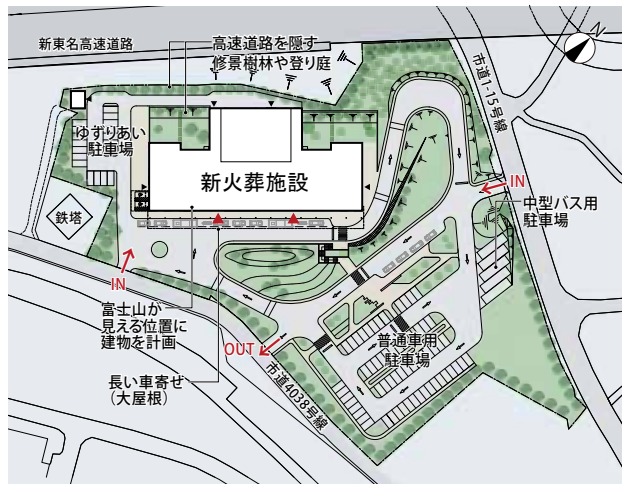 新東名高速道路
高速道路を隠す
修景樹林や登り庭
N
市道1-15号線
ゆずりあい
駐車場
新火葬施設
IN
中型バス用
駐車場
鉄塔
IN
富士山が
見える位置に
建物を計画
OUT
普通車用
駐車場
長い車寄せ
（大屋根）
市道4038号線